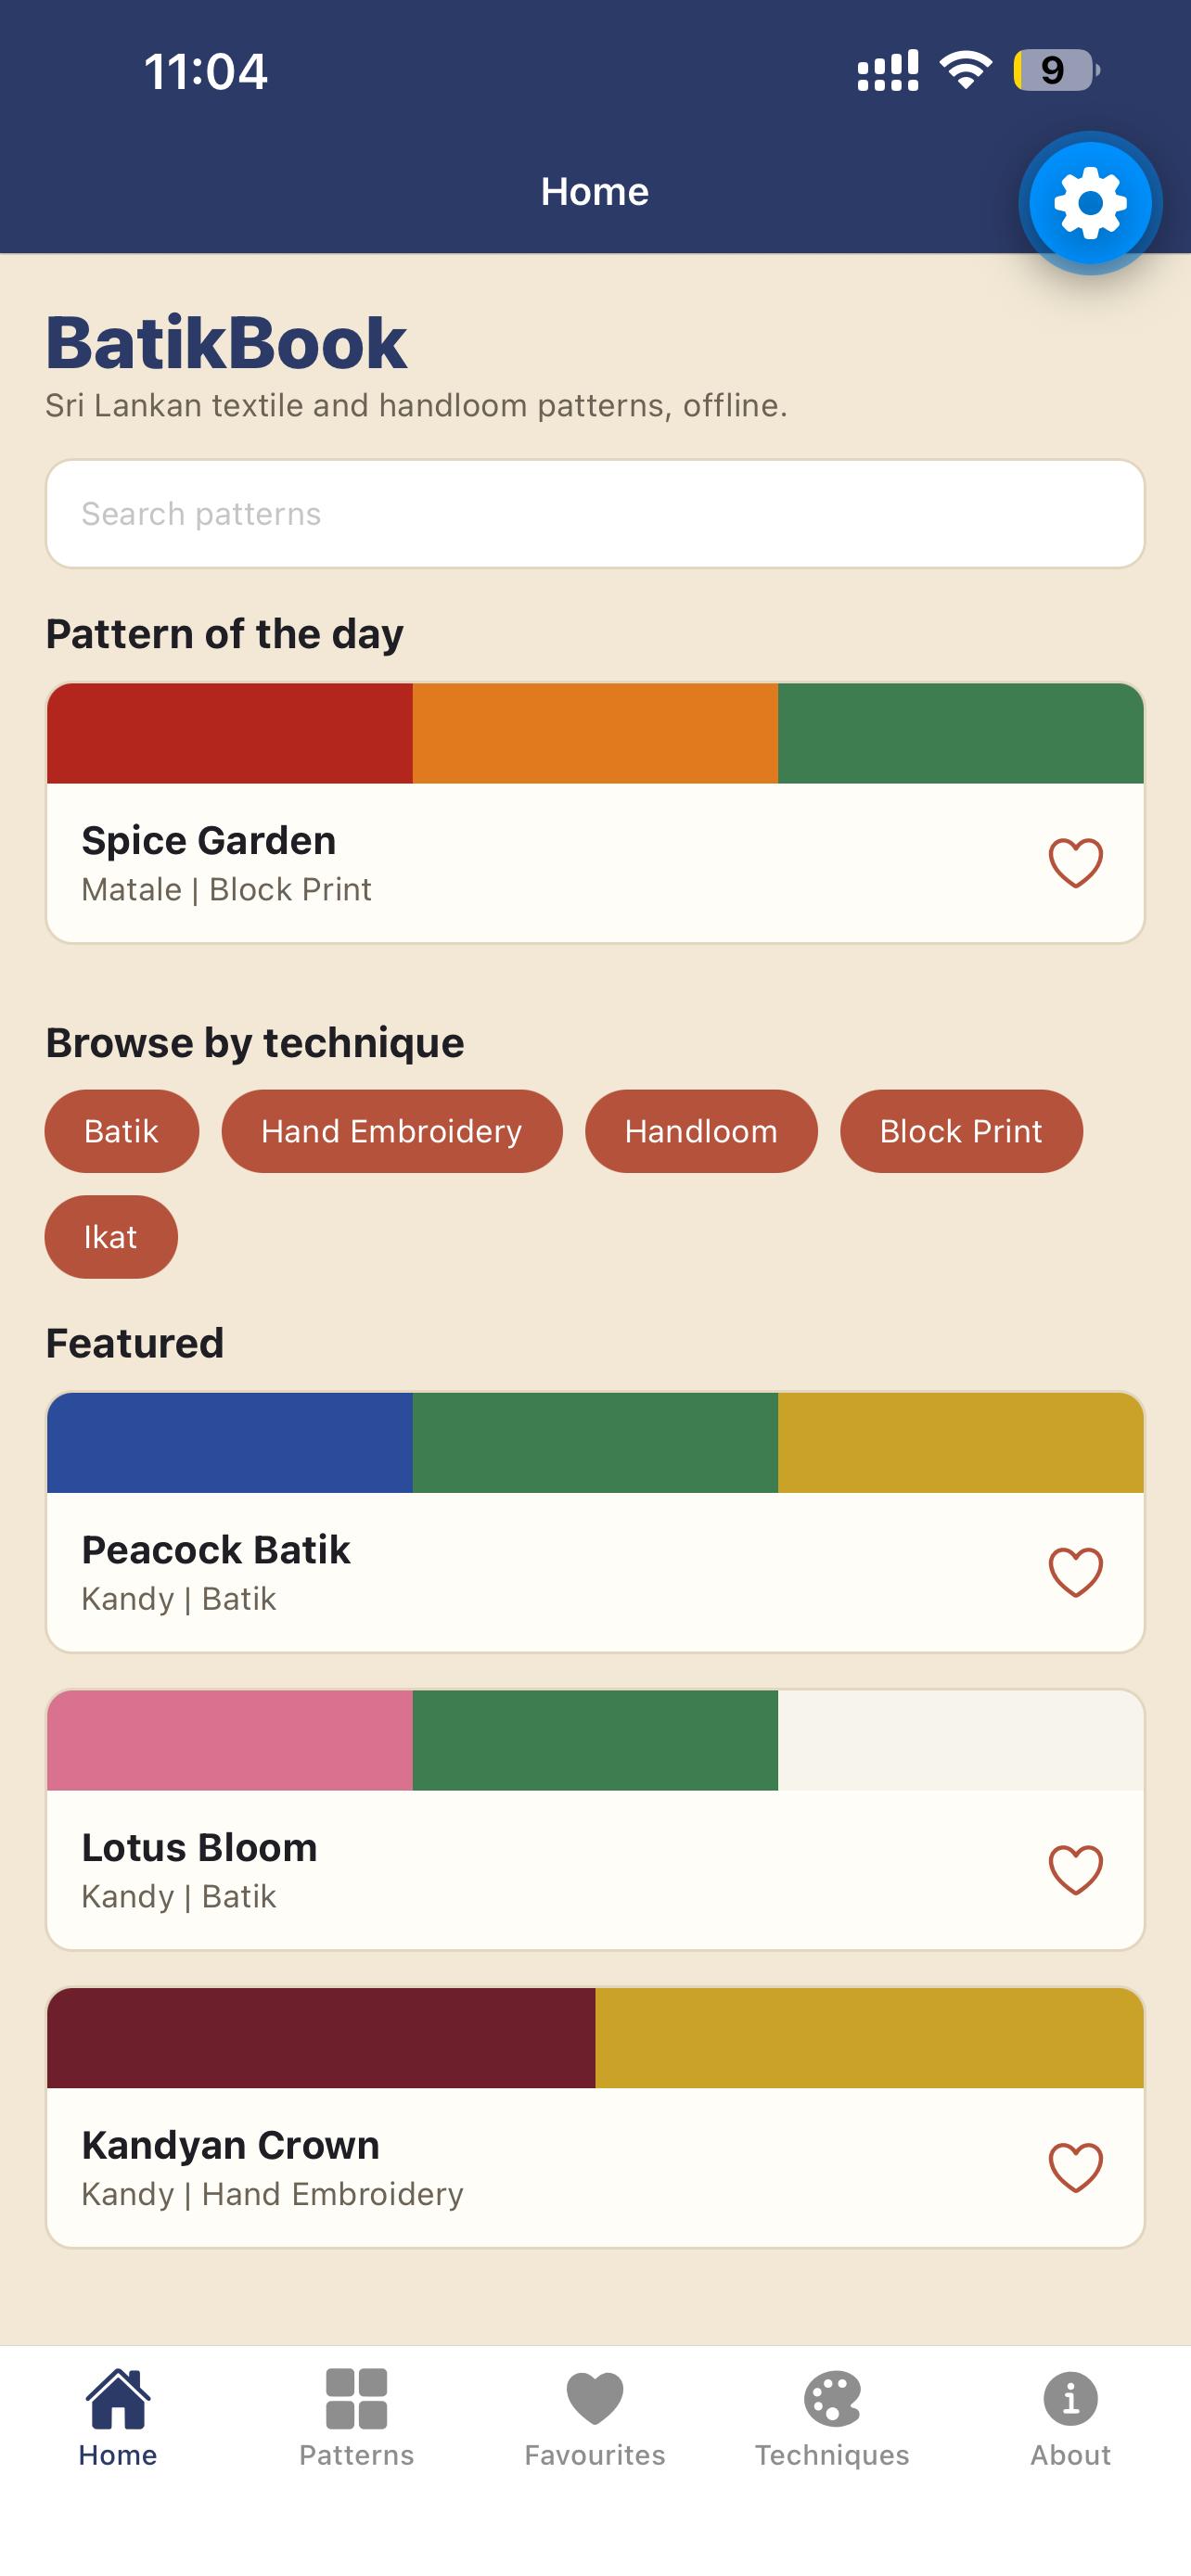 11:04
9
Home
BatikBook
Sri Lankan textile and handloom patterns, offline.
Search patterns
Pattern of the day
Spice Garden
Matale | Block Print
Browse by technique
Batik
Hand Embroidery
Handloom
Block Print
Ikat
Featured
Peacock Batik
Kandy | Batik
Lotus Bloom
Kandy | Batik
Kandyan Crown
Kandy | Hand Embroidery
Home
Patterns
Favourites
Techniques
About